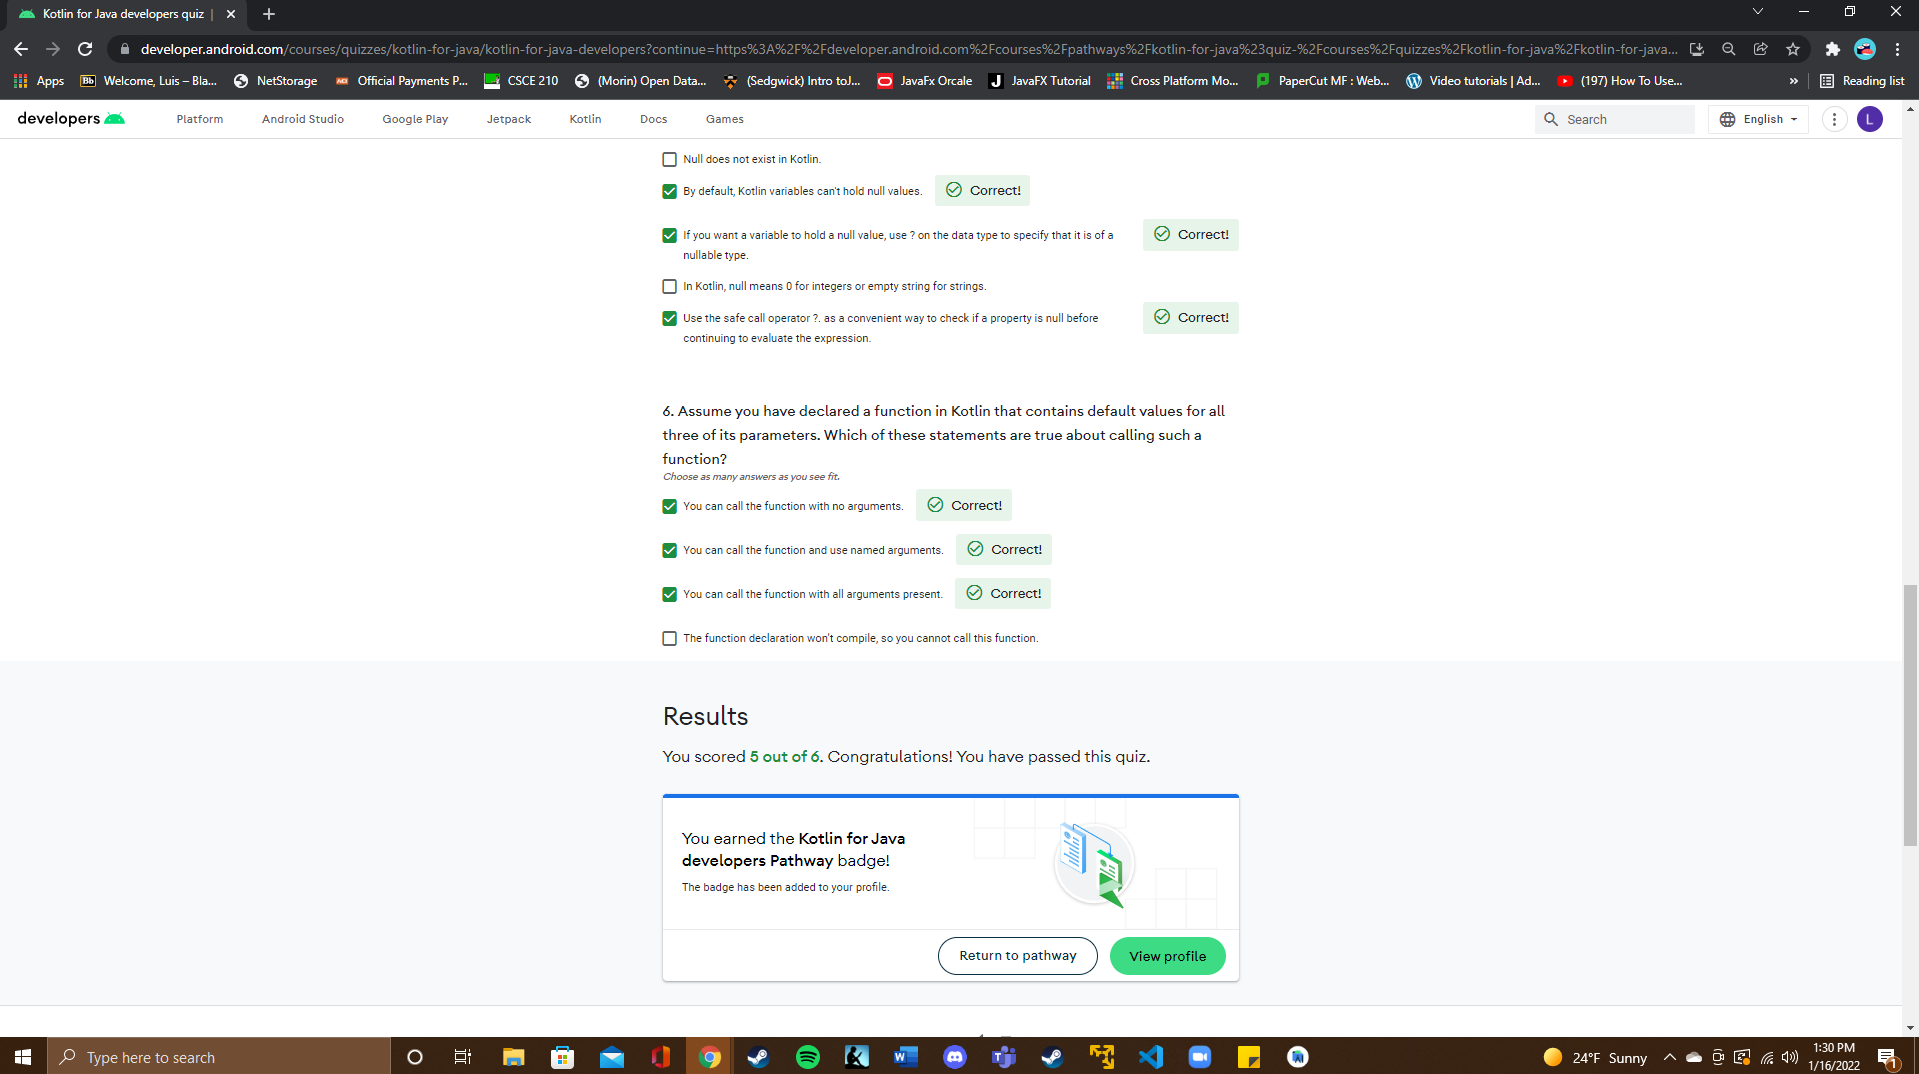 Kotlin for Java developers quiz |
developer.android.com/courses/quizzes/kotlin-for-java/kotlin-for-java-developers?continue=https%3A%2F%2Fdeveloper.android.com%2Fcourses%2Fpathways%2Fkotlin-for-java%23quiz-%2Fcourses%2Fquizzes%2Fkotlin-for-java%2Fkotlin-for-java...
Apps Bb Welcome, Luis – Bla... NetStorage ACI Official Payments P... CSCE 210 (Morin) Open Data... (Sedgwick) Intro toJ... JavaFx Orcale J JavaFX Tutorial Cross Platform Mo... PaperCut MF : Web... Video tutorials | Ad... (197) How To Use... » Reading list
developers Platform Android Studio Google Play Jetpack Kotlin Docs Games Search English L
Null does not exist in Kotlin.
By default, Kotlin variables can't hold null values. Correct!
If you want a variable to hold a null value, use ? on the data type to specify that it is of a Correct!
nullable type.
In Kotlin, null means 0 for integers or empty string for strings.
Use the safe call operator ?. as a convenient way to check if a property is null before Correct!
continuing to evaluate the expression.
6. Assume you have declared a function in Kotlin that contains default values for all
three of its parameters. Which of these statements are true about calling such a
function?
Choose as many answers as you see fit.
You can call the function with no arguments. Correct!
You can call the function and use named arguments. Correct!
You can call the function with all arguments present. Correct!
The function declaration won't compile, so you cannot call this function.
Results
You scored 5 out of 6. Congratulations! You have passed this quiz.
You earned the Kotlin for Java
developers Pathway badge!
The badge has been added to your profile.
Return to pathway View profile
Type here to search 24°F Sunny 1:30 PM
1/16/2022 1